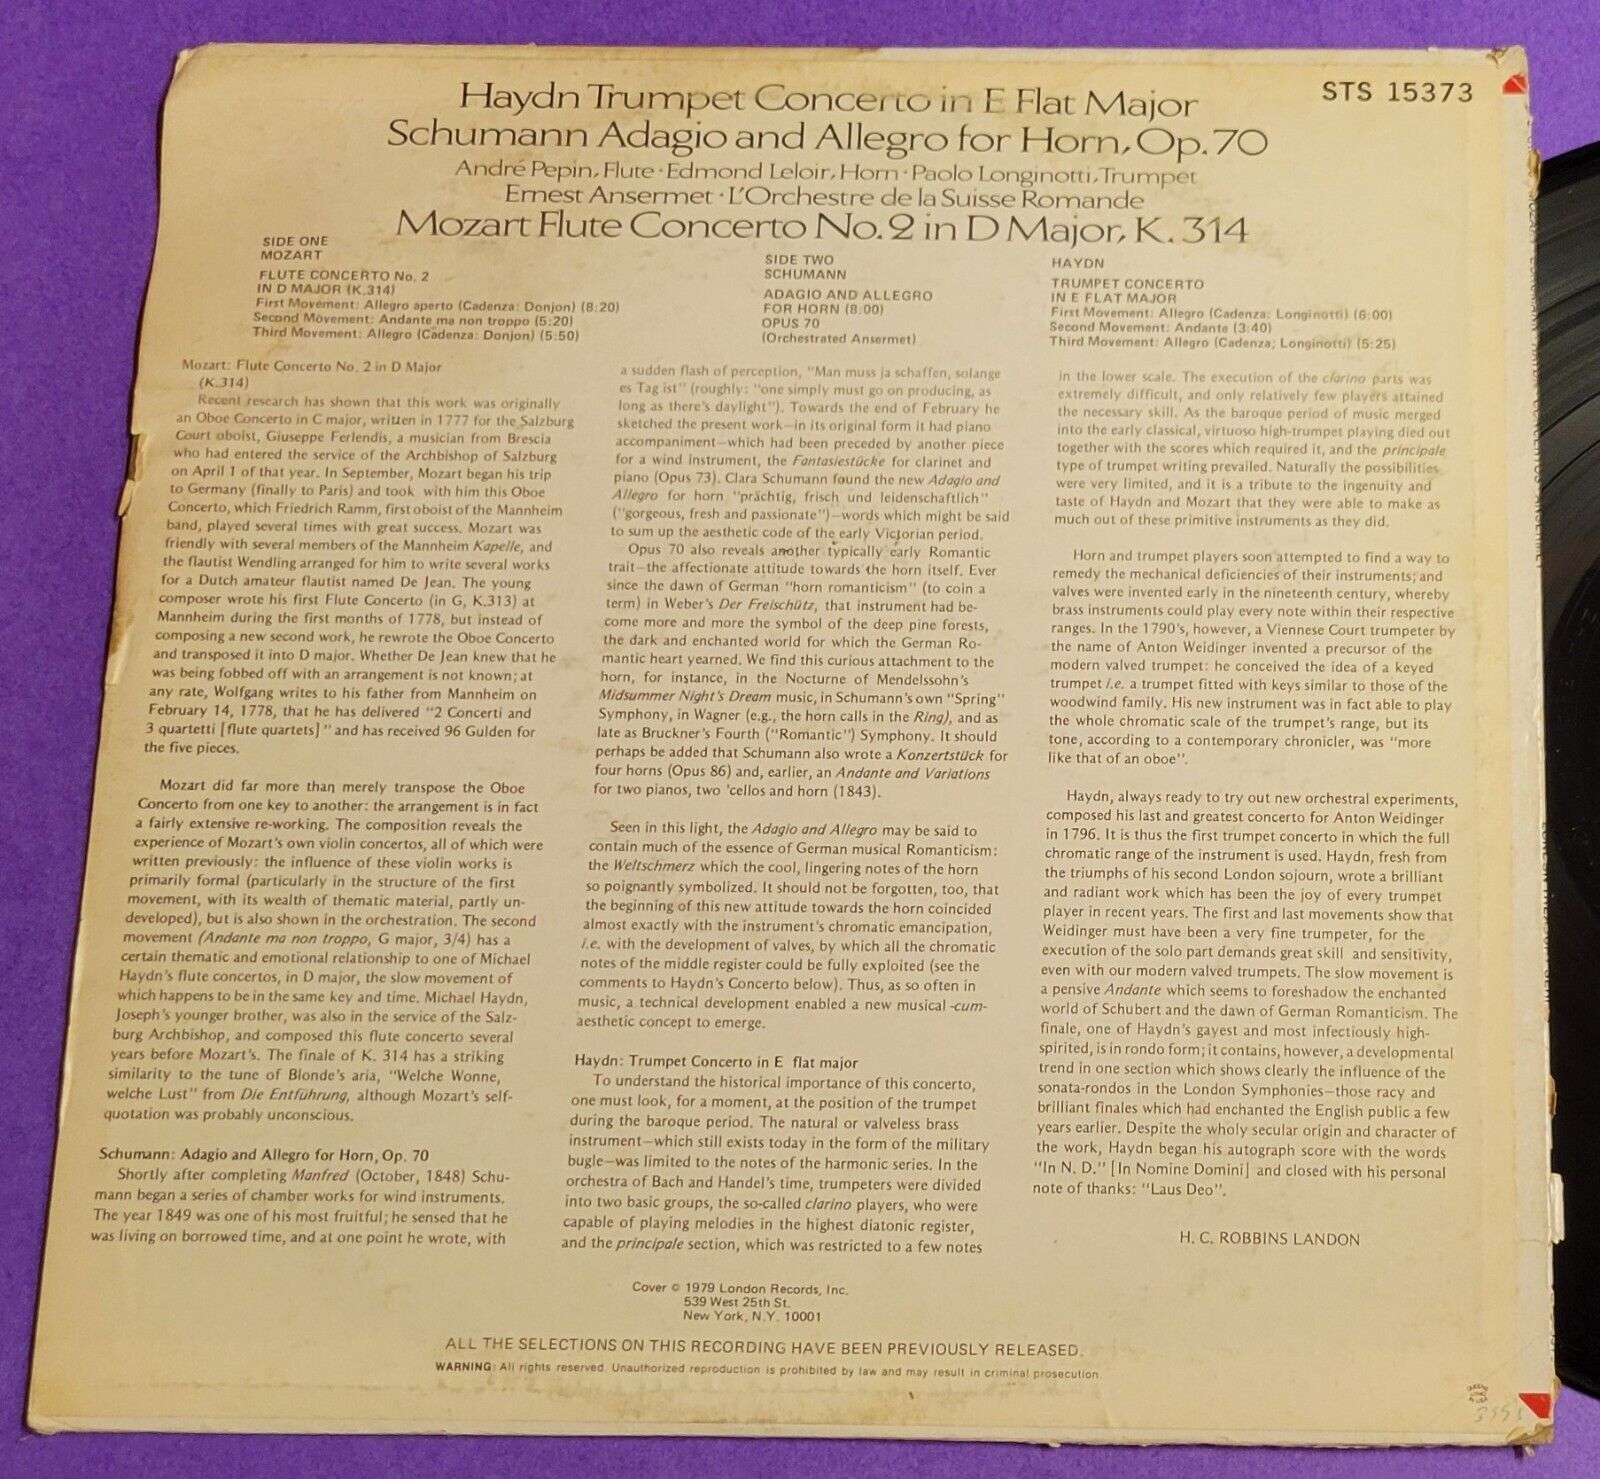 Haydn Trumpet Concerto in E Flat Major
STS 15373
Schumann Adagio and Allegro for Horn, Op. 70
André Pepin, Flute · Edmond Leloir, Horn · Paolo Longinotti, Trumpet
Ernest Ansermet · L'Orchestre de la Suisse Romande
Mozart Flute Concerto No. 2 in D Major, K. 314
SIDE ONE
MOZART
FLUTE CONCERTO No. 2
IN D MAJOR (K.314)
First Movement: Allegro aperto (Cadenza: Donjon) (8:20)
Second Movement: Andante ma non troppo (5:20)
Third Movement: Allegro (Cadenza: Donjon) (5:50)
SIDE TWO
SCHUMANN
ADAGIO AND ALLEGRO
FOR HORN (8:00)
OPUS 70
(Orchestrated Ansermet)
HAYDN
TRUMPET CONCERTO
IN E FLAT MAJOR
First Movement: Allegro (Cadenza: Longinotti) (6:00)
Second Movement: Andante (3:40)
Third Movement: Allegro (Cadenza; Longinotti) (5:25)
Mozart: Flute Concerto No. 2 in D Major
(K.314)
Recent research has shown that this work was originally
an Oboe Concerto in C major, written in 1777 for the Salzburg
Court oboist, Giuseppe Ferlendis, a musician from Brescia
who had entered the service of the Archbishop of Salzburg
on April 1 of that year. In September, Mozart began his trip
to Germany (finally to Paris) and took with him this Oboe
Concerto, which Friedrich Ramm, first oboist of the Mannheim
band, played several times with great success. Mozart was
friendly with several members of the Mannheim Kapelle, and
the flautist Wendling arranged for him to write several works
for a Dutch amateur flautist named De Jean. The young
composer wrote his first Flute Concerto (in G, K.313) at
Mannheim during the first months of 1778, but instead of
composing a new second work, he rewrote the Oboe Concerto
and transposed it into D major. Whether De Jean knew that he
was being fobbed off with an arrangement is not known; at
any rate, Wolfgang writes to his father from Mannheim on
February 14, 1778, that he has delivered "2 Concerti and
3 quartetti [flute quartets]" and has received 96 Gulden for
the five pieces.
Mozart did far more than merely transpose the Oboe
Concerto from one key to another: the arrangement is in fact
a fairly extensive re-working. The composition reveals the
experience of Mozart's own violin concertos, all of which were
written previously: the influence of these violin works is
primarily formal (particularly in the structure of the first
movement, with its wealth of thematic material, partly un-
developed), but is also shown in the orchestration. The second
movement (Andante ma non troppo, G major, 3/4) has a
certain thematic and emotional relationship to one of Michael
Haydn's flute concertos, in D major, the slow movement of
which happens to be in the same key and time. Michael Haydn,
Joseph's younger brother, was also in the service of the Salz-
burg Archbishop, and composed this flute concerto several
years before Mozart's. The finale of K. 314 has a striking
similarity to the tune of Blonde's aria, "Welche Wonne,
welche Lust" from Die Entführung, although Mozart's self-
quotation was probably unconscious.
Schumann: Adagio and Allegro for Horn, Op. 70
Shortly after completing Manfred (October, 1848) Schu-
mann began a series of chamber works for wind instruments.
The year 1849 was one of his most fruitful; he sensed that he
was living on borrowed time, and at one point he wrote, with
a sudden flash of perception, "Man muss ja schaffen, solange
es Tag ist" (roughly: "one simply must go on producing, as
long as there's daylight"). Towards the end of February he
sketched the present work—in its original form it had piano
accompaniment—which had been preceded by another piece
for a wind instrument, the Fantasiestücke for clarinet and
piano (Opus 73). Clara Schumann found the new Adagio and
Allegro for horn "prächtig, frisch und leidenschaftlich"
("gorgeous, fresh and passionate")—words which might be said
to sum up the aesthetic code of the early Victorian period.
Opus 70 also reveals another typically early Romantic
trait—the affectionate attitude towards the horn itself. Ever
since the dawn of German "horn romanticism" (to coin a
term) in Weber's Der Freischütz, that instrument had be-
come more and more the symbol of the deep pine forests,
the dark and enchanted world for which the German Ro-
mantic heart yearned. We find this curious attachment to the
horn, for instance, in the Nocturne of Mendelssohn's
Midsummer Night's Dream music, in Schumann's own "Spring"
Symphony, in Wagner (e.g., the horn calls in the Ring), and as
late as Bruckner's Fourth ("Romantic") Symphony. It should
perhaps be added that Schumann also wrote a Konzertstück for
four horns (Opus 86) and, earlier, an Andante and Variations
for two pianos, two 'cellos and horn (1843).
Seen in this light, the Adagio and Allegro may be said to
contain much of the essence of German musical Romanticism:
the Weltschmerz which the cool, lingering notes of the horn
so poignantly symbolized. It should not be forgotten, too, that
the beginning of this new attitude towards the horn coincided
almost exactly with the instrument's chromatic emancipation,
i.e. with the development of valves, by which all the chromatic
notes of the middle register could be fully exploited (see the
comments to Haydn's Concerto below). Thus, as so often in
music, a technical development enabled a new musical -cum-
aesthetic concept to emerge.
Haydn: Trumpet Concerto in E flat major
To understand the historical importance of this concerto,
one must look, for a moment, at the position of the trumpet
during the baroque period. The natural or valveless brass
instrument—which still exists today in the form of the military
bugle—was limited to the notes of the harmonic series. In the
orchestra of Bach and Handel's time, trumpeters were divided
into two basic groups, the so-called clarino players, who were
capable of playing melodies in the highest diatonic register,
and the principale section, which was restricted to a few notes
in the lower scale. The execution of the clarino parts was
extremely difficult, and only relatively few players attained
the necessary skill. As the baroque period of music merged
into the early classical, virtuoso high-trumpet playing died out
together with the scores which required it, and the principale
type of trumpet writing prevailed. Naturally the possibilities
were very limited, and it is a tribute to the ingenuity and
taste of Haydn and Mozart that they were able to make as
much out of these primitive instruments as they did.
Horn and trumpet players soon attempted to find a way to
remedy the mechanical deficiencies of their instruments; and
valves were invented early in the nineteenth century, whereby
brass instruments could play every note within their respective
ranges. In the 1790's, however, a Viennese Court trumpeter by
the name of Anton Weidinger invented a precursor of the
modern valved trumpet: he conceived the idea of a keyed
trumpet i.e. a trumpet fitted with keys similar to those of the
woodwind family. His new instrument was in fact able to play
the whole chromatic scale of the trumpet's range, but its
tone, according to a contemporary chronicler, was "more
like that of an oboe".
Haydn, always ready to try out new orchestral experiments,
composed his last and greatest concerto for Anton Weidinger
in 1796. It is thus the first trumpet concerto in which the full
chromatic range of the instrument is used. Haydn, fresh from
the triumphs of his second London sojourn, wrote a brilliant
and radiant work which has been the joy of every trumpet
player in recent years. The first and last movements show that
Weidinger must have been a very fine trumpeter, for the
execution of the solo part demands great skill and sensitivity,
even with our modern valved trumpets. The slow movement is
a pensive Andante which seems to foreshadow the enchanted
world of Schubert and the dawn of German Romanticism. The
finale, one of Haydn's gayest and most infectiously high-
spirited, is in rondo form; it contains, however, a developmental
trend in one section which shows clearly the influence of the
sonata-rondos in the London Symphonies—those racy and
brilliant finales which had enchanted the English public a few
years earlier. Despite the wholy secular origin and character of
the work, Haydn began his autograph score with the words
"In N. D." [In Nomine Domini] and closed with his personal
note of thanks: "Laus Deo".
H. C. ROBBINS LANDON
Cover © 1979 London Records, Inc.
539 West 25th St.
New York, N.Y. 10001
ALL THE SELECTIONS ON THIS RECORDING HAVE BEEN PREVIOUSLY RELEASED.
WARNING: All rights reserved. Unauthorized reproduction is prohibited by law and may result in criminal prosecution.